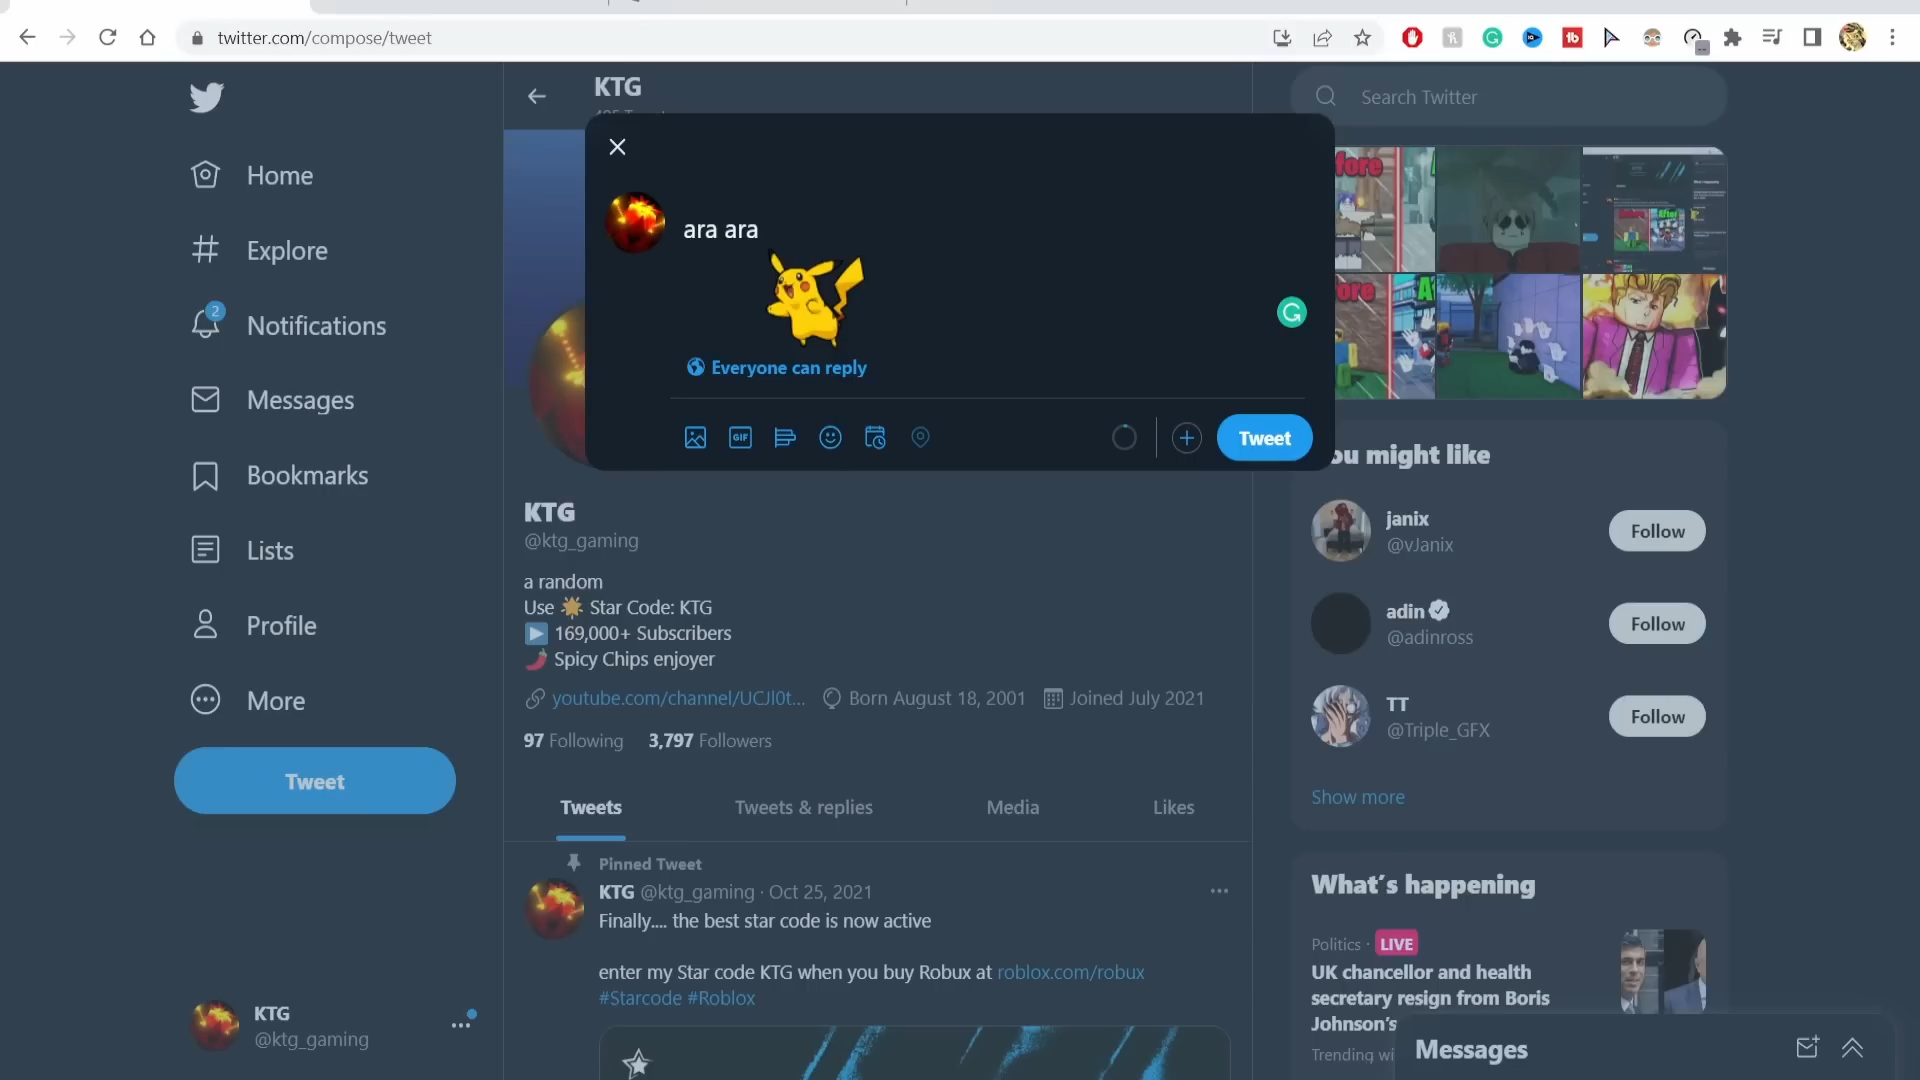 twitter.com/compose/tweet
KTG
Search Twitter
Home
Explore
2
Notifications
Messages
Bookmarks
Lists
Profile
More
Tweet
KTG
@ktg_gaming
ara ara
Everyone can reply
GIF
Tweet
KTG
@ktg_gaming
a random
Use 🌟 Star Code: KTG
▶️ 169,000+ Subscribers
🌶️ Spicy Chips enjoyer
youtube.com/channel/UCJl0t... Born August 18, 2001 Joined July 2021
97 Following 3,797 Followers
Tweets Tweets & replies Media Likes
Pinned Tweet
KTG @ktg_gaming · Oct 25, 2021
Finally.... the best star code is now active
enter my Star code KTG when you buy Robux at roblox.com/robux
#Starcode #Roblox
You might like
janix
@vJanix
Follow
adin
@adinross
Follow
TT
@Triple_GFX
Follow
Show more
What's happening
Politics · LIVE
UK chancellor and health
secretary resign from Boris
Johnson's
Trending wi
Messages